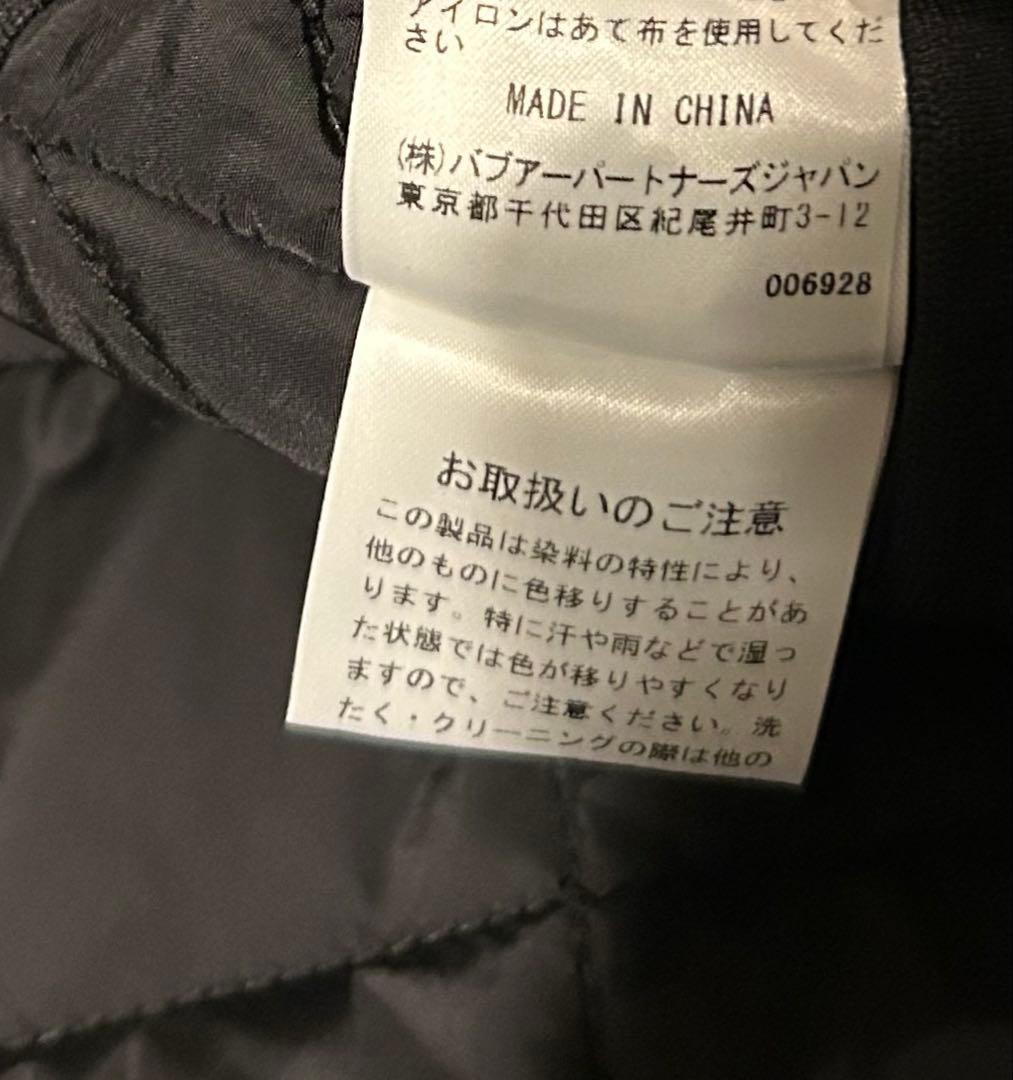 アイロンはあて布を使用してくだ
さい
MADE IN CHINA
(株)バブアーパートナーズジャパン
東京都千代田区紀尾井町3-12
006928
お取扱いのご注意
この製品は染料の特性により、
他のものに色移りすることがあ
ります。特に汗や雨などで湿っ
た状態では色が移りやすくなり
ますので、ご注意ください。洗
たく・クリーニングの際は他の